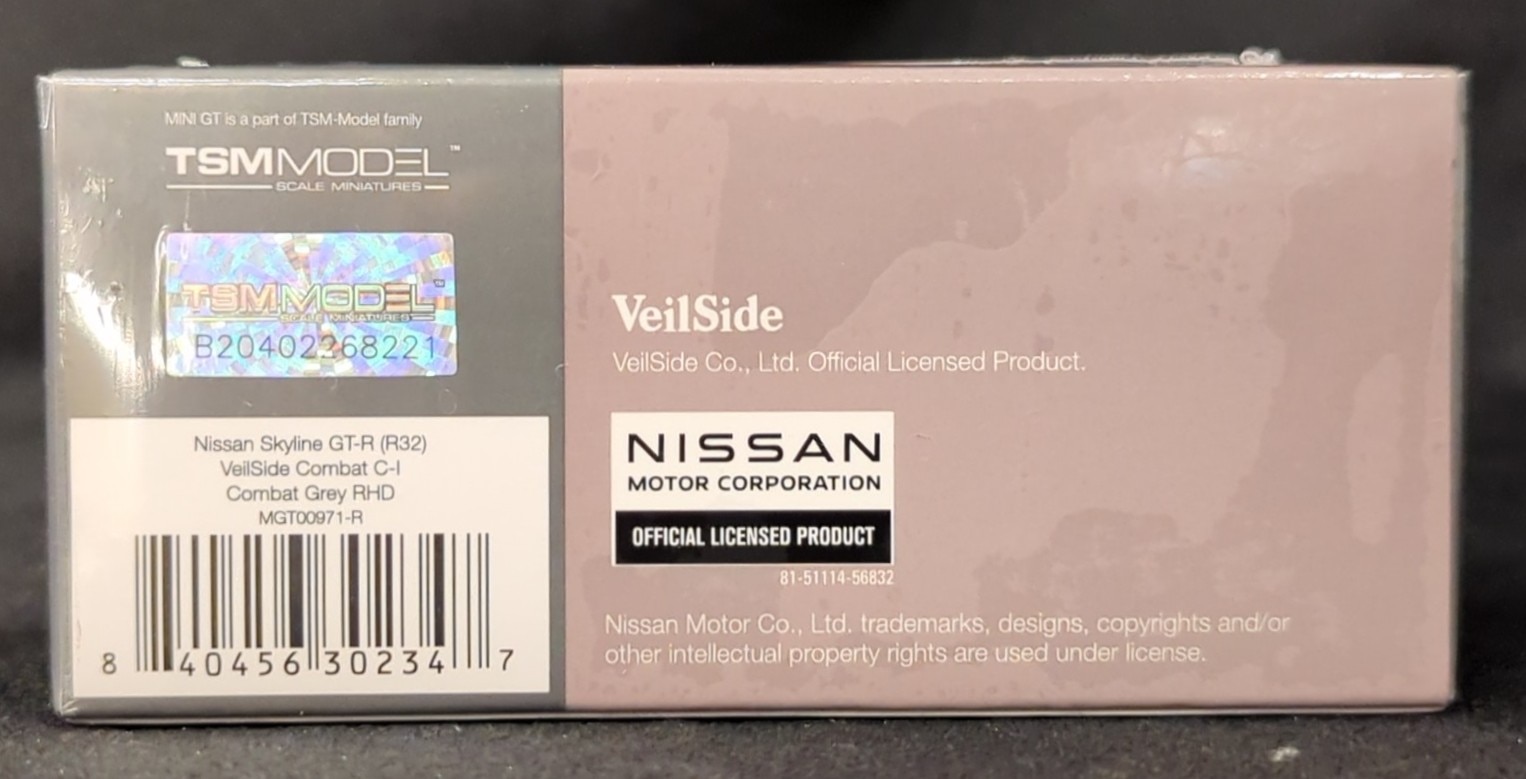 MINI GT is a part of TSM-Model family
TSMMODEL™
SCALE MINIATURES
TSMMODEL™
SCALE MINIATURES
B20402268221
Nissan Skyline GT-R (R32)
VeilSide Combat C-I
Combat Grey RHD
MGT00971-R
8 40456 30234 7
VeilSide
VeilSide Co., Ltd. Official Licensed Product.
NISSAN
MOTOR CORPORATION
OFFICIAL LICENSED PRODUCT
81-51114-56832
Nissan Motor Co., Ltd. trademarks, designs, copyrights and/or
other intellectual property rights are used under license.